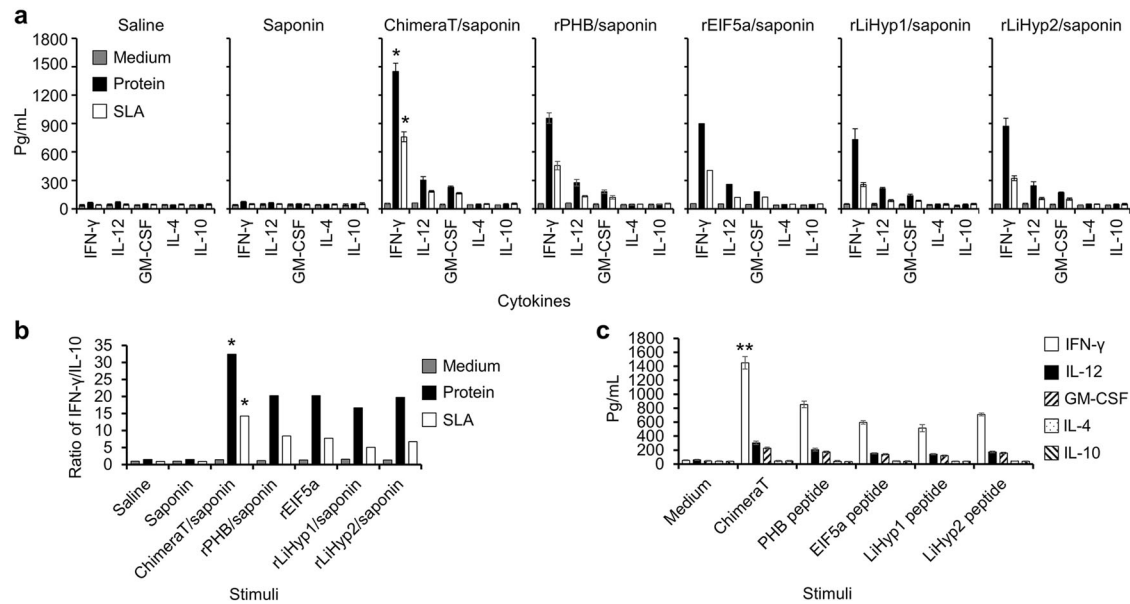 a
Saline
Saponin
ChimeraT/saponin
rPHB/saponin
rEIF5a/saponin
rLiHyp1/saponin
rLiHyp2/saponin
Pg/mL
1800
1500
1200
900
600
300
0
Medium
Protein
SLA
IFN-γ
IL-12
GM-CSF
IL-4
IL-10
IFN-γ
IL-12
GM-CSF
IL-4
IL-10
* *
IFN-γ
IL-12
GM-CSF
IL-4
IL-10
IFN-γ
IL-12
GM-CSF
IL-4
IL-10
IFN-γ
IL-12
GM-CSF
IL-4
IL-10
IFN-γ
IL-12
GM-CSF
IL-4
IL-10
IFN-γ
IL-12
GM-CSF
IL-4
IL-10
Cytokines
b
Ratio of IFN-γ/IL-10
35
30
25
20
15
10
5
0
* *
Medium
Protein
SLA
Saline
Saponin
ChimeraT/saponin
rPHB/saponin
rEIF5a
rLiHyp1/saponin
rLiHyp2/saponin
Stimuli
c
Pg/mL
1800
1600
1400
1200
1000
800
600
400
200
0
**
IFN-γ
IL-12
GM-CSF
IL-4
IL-10
Medium
ChimeraT
PHB peptide
EIF5a peptide
LiHyp1 peptide
LiHyp2 peptide
Stimuli